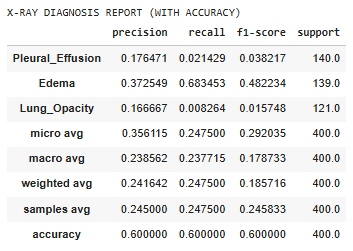 X-RAY DIAGNOSIS REPORT (WITH ACCURACY)
precision recall f1-score support
Pleural_Effusion 0.176471 0.021429 0.038217 140.0
Edema 0.372549 0.683453 0.482234 139.0
Lung_Opacity 0.166667 0.008264 0.015748 121.0
micro avg 0.356115 0.247500 0.292035 400.0
macro avg 0.238562 0.237715 0.178733 400.0
weighted avg 0.241642 0.247500 0.185716 400.0
samples avg 0.245000 0.247500 0.245833 400.0
accuracy 0.600000 0.600000 0.600000 400.0